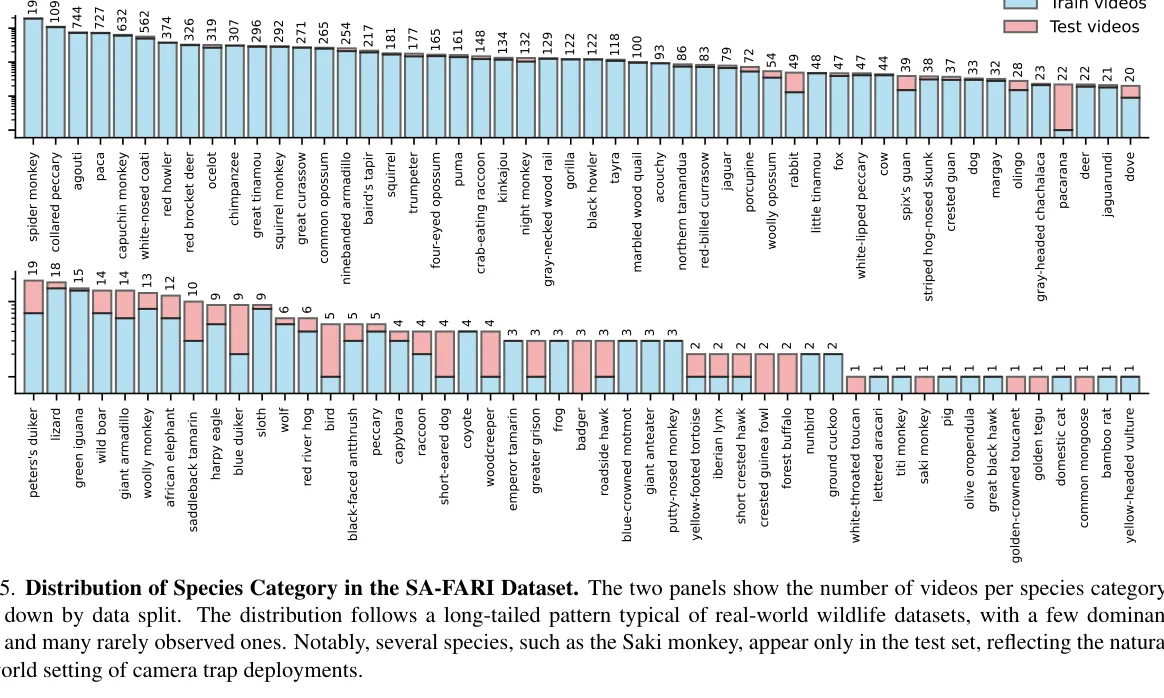 Train videos
Test videos
19 109 744 727 632 562 374 326 319 307 296 292 271 265 254 217 181 177 165 161 148 134 132 129 122 122 118 100 93 86 83 79 72 54 49 48 47 47 44 39 38 37 33 32 28 23 22 22 21 20
spider monkey
collared peccary
agouti
paca
capuchin monkey
white-nosed coati
red howler
red brocket deer
ocelot
chimpanzee
great tinamou
squirrel monkey
great curassow
common opossum
ninebanded armadillo
baird's tapir
squirrel
trumpeter
four-eyed opossum
puma
crab-eating raccoon
kinkajou
night monkey
gray-necked wood rail
gorilla
black howler
tayra
marbled wood quail
acouchy
northern tamandua
red-billed currasow
jaguar
porcupine
woolly opossum
rabbit
little tinamou
fox
white-lipped peccary
cow
spix's guan
striped hog-nosed skunk
crested guan
dog
margay
olingo
gray-headed chachalaca
pacarana
deer
jaguarundi
dove
19 18 15 14 14 13 12 10 9 9 9 6 6 5 5 5 4 4 4 4 4 3 3 3 3 3 3 3 3 2 2 2 2 2 2 2 1 1 1 1 1 1 1 1 1 1 1 1 1
peters's duiker
lizard
green iguana
wild boar
giant armadillo
woolly monkey
african elephant
saddleback tamarin
harpy eagle
blue duiker
sloth
wolf
red river hog
bird
black-faced antthrush
peccary
capybara
raccoon
short-eared dog
coyote
woodcreeper
emperor tamarin
greater grison
frog
badger
roadside hawk
blue-crowned motmot
giant anteater
putty-nosed monkey
yellow-footed tortoise
iberian lynx
short crested hawk
crested guinea fowl
forest buffalo
nunbird
ground cuckoo
white-throated toucan
lettered aracari
titi monkey
saki monkey
pig
olive oropendula
great black hawk
golden-crowned toucanet
golden tegu
domestic cat
common mongoose
bamboo rat
yellow-headed vulture
5. Distribution of Species Category in the SA-FARI Dataset. The two panels show the number of videos per species category
down by data split. The distribution follows a long-tailed pattern typical of real-world wildlife datasets, with a few dominan
and many rarely observed ones. Notably, several species, such as the Saki monkey, appear only in the test set, reflecting the natura
world setting of camera trap deployments.